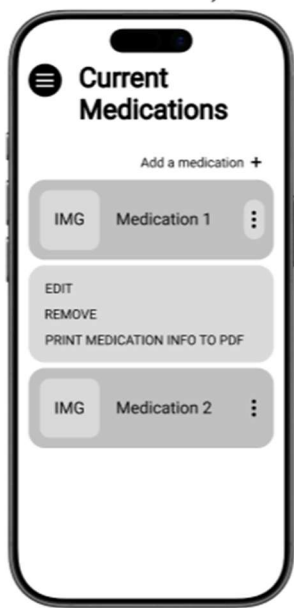 Current
Medications
Add a medication +
IMG Medication 1
EDIT
REMOVE
PRINT MEDICATION INFO TO PDF
IMG Medication 2